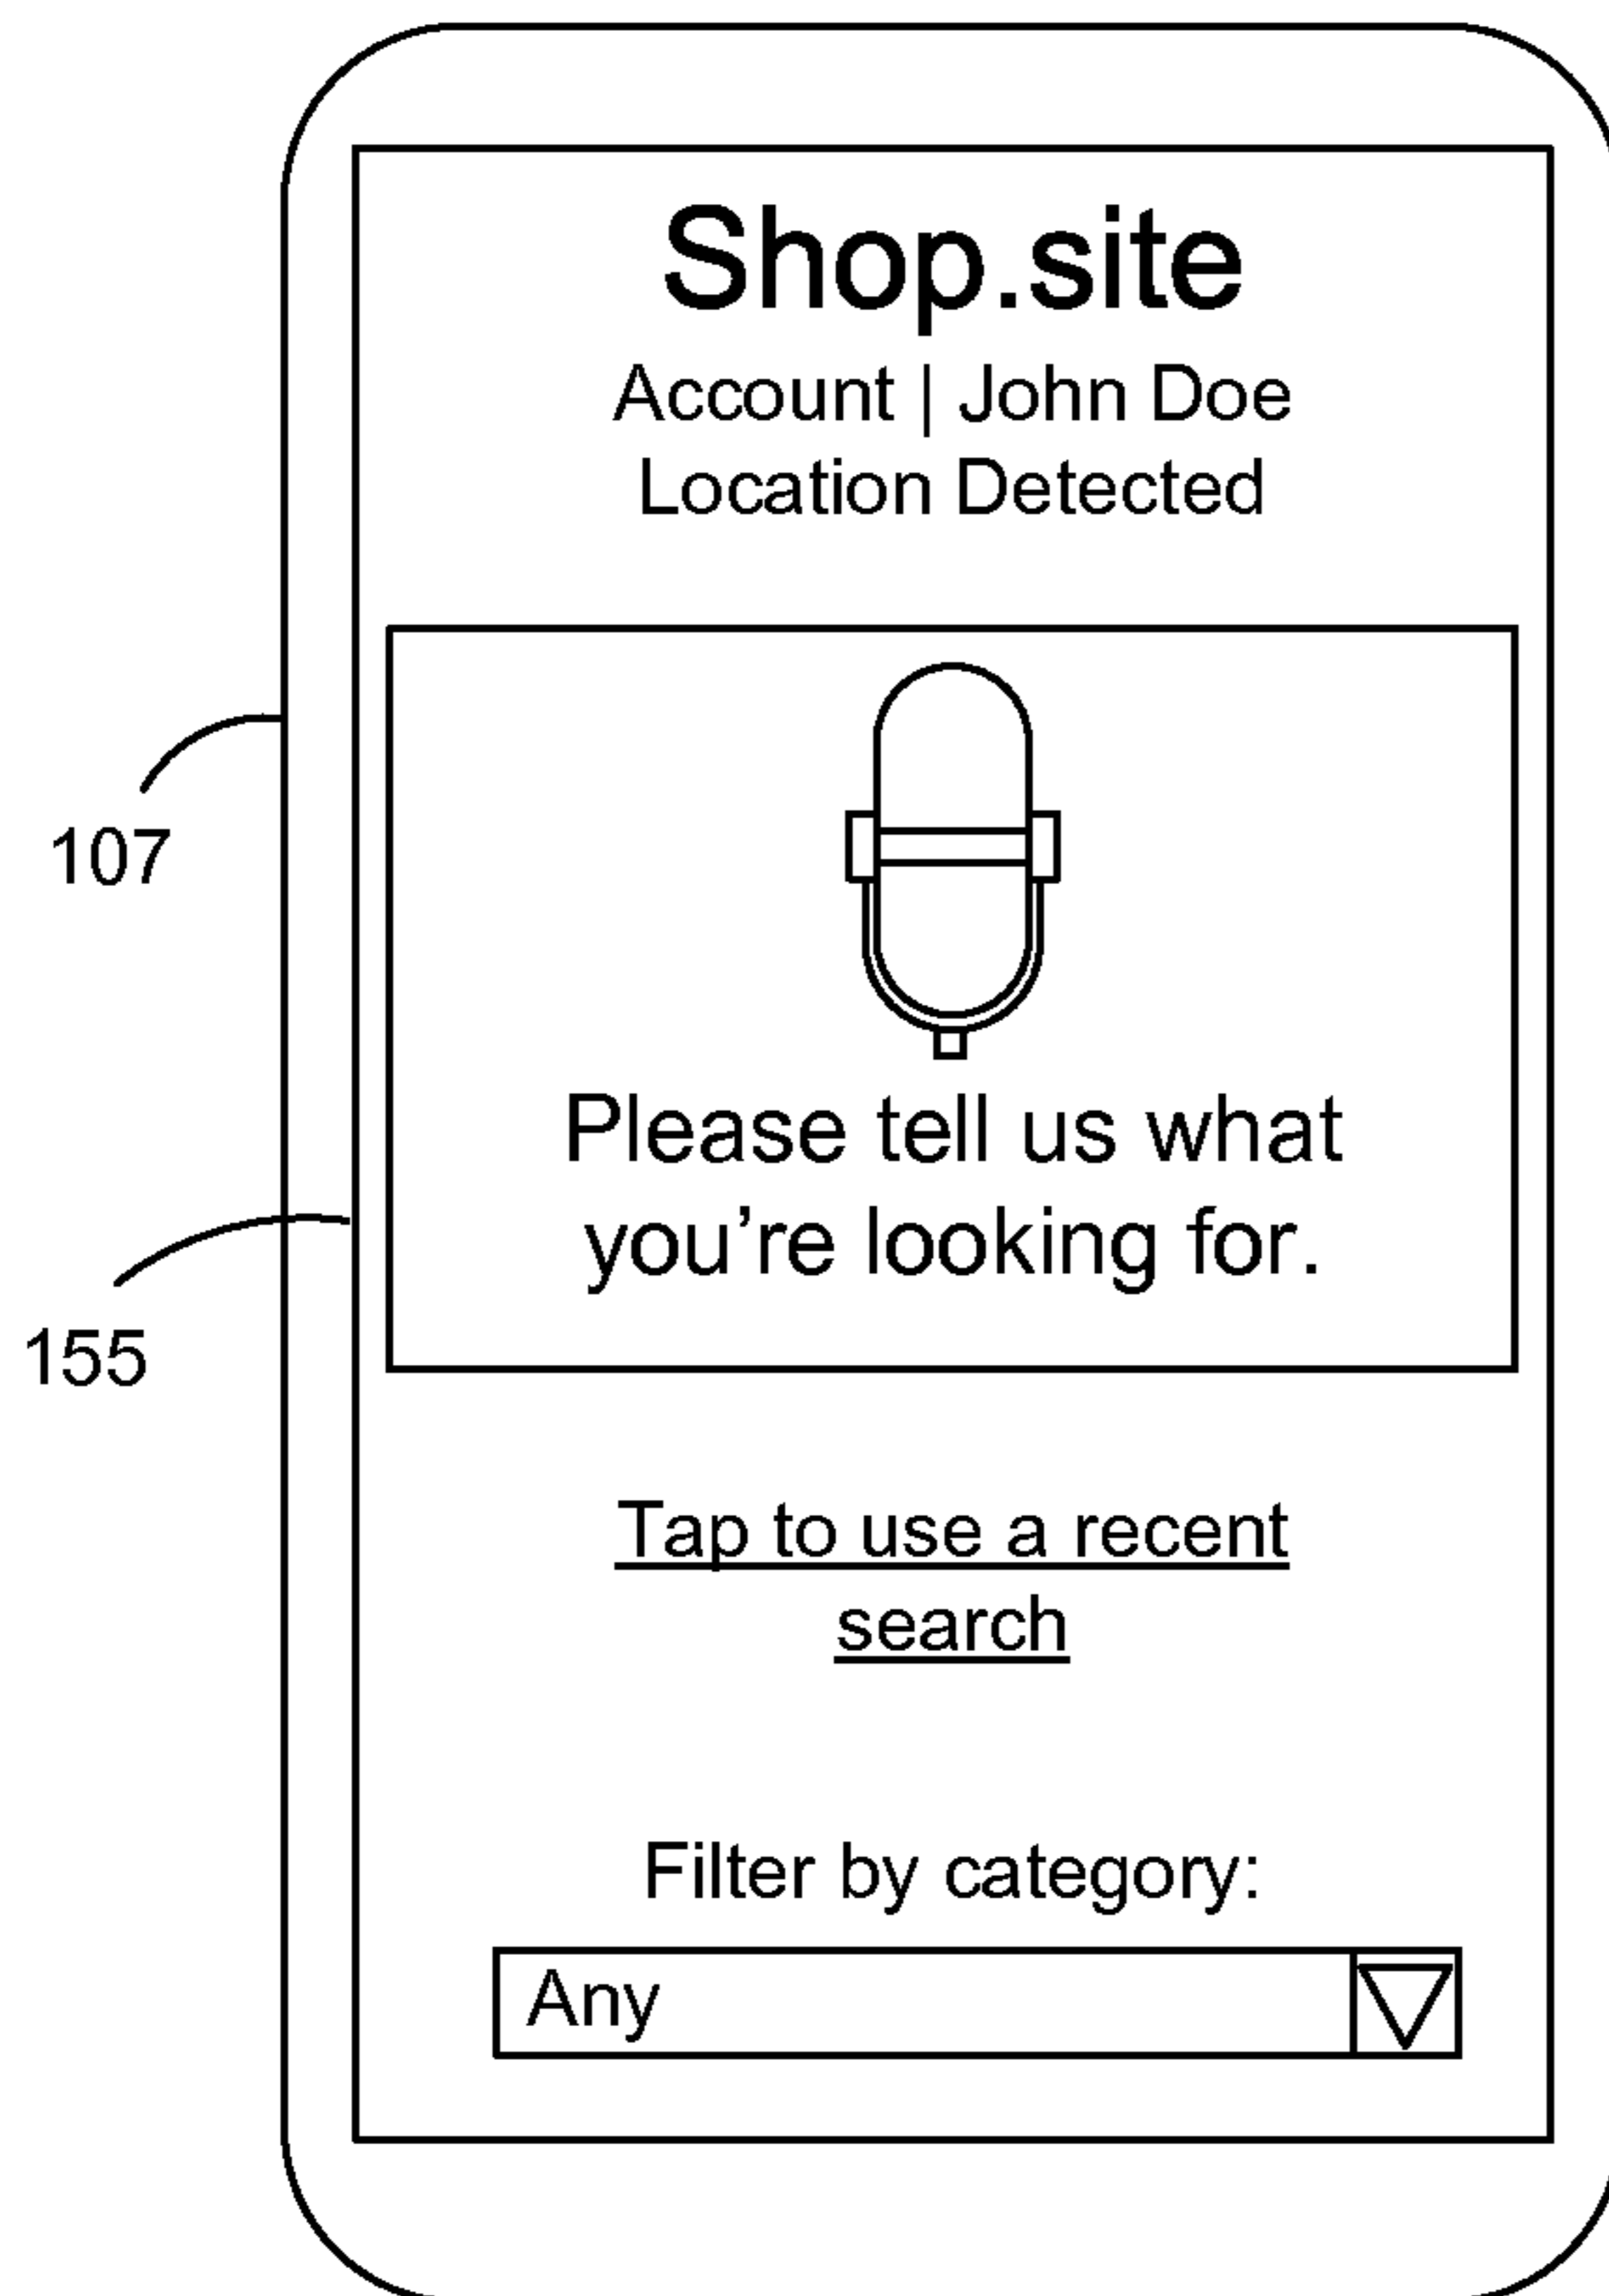 Shop.site
Account | John Doe
Location Detected
107
Please tell us what
you're looking for.
155
Tap to use a recent
search
Filter by category:
Any